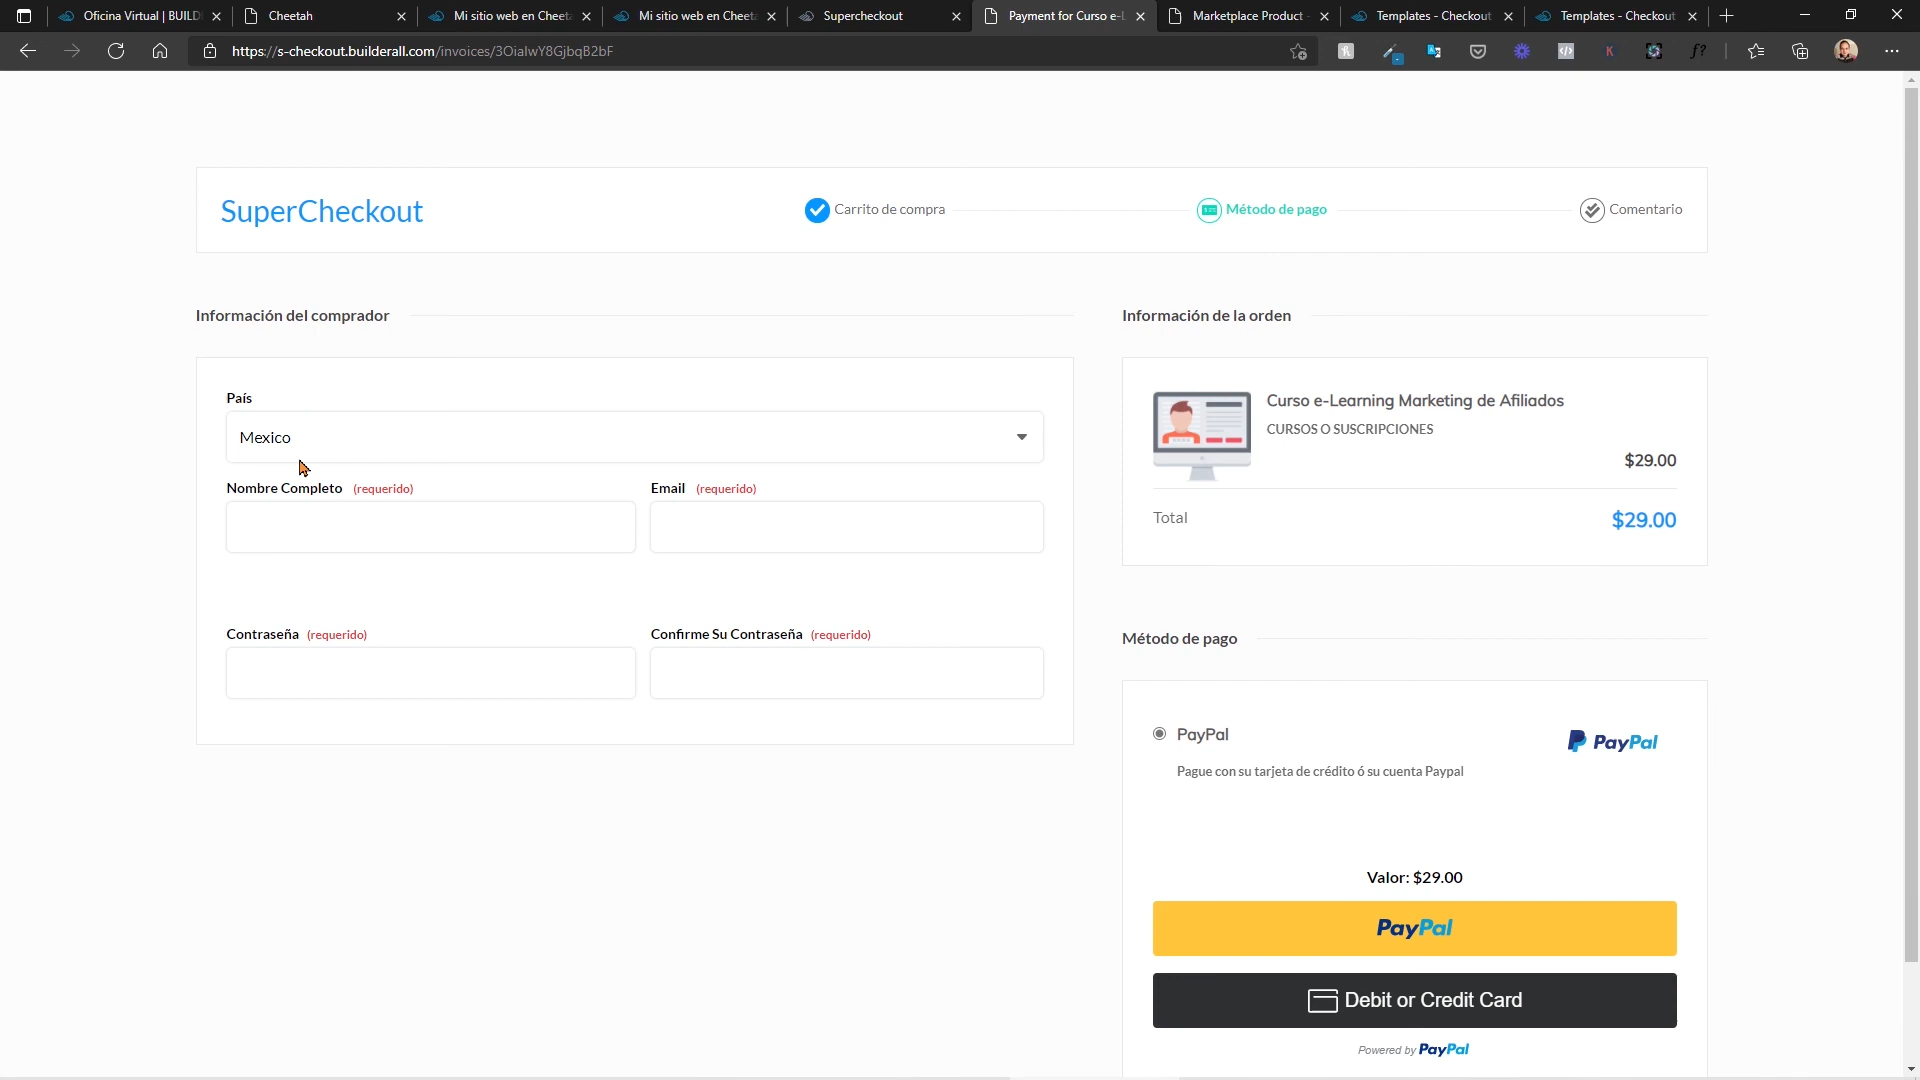 Oficina Virtual | BUILD
Cheetah
Mi sitio web en Cheet
Mi sitio web en Cheet
Supercheckout
Payment for Curso e-L
Marketplace Product -
Templates - Checkout
Templates - Checkout
https://s-checkout.builderall.com/invoices/3OialwY8GjbqB2bF
SuperCheckout
Carrito de compra
Método de pago
Comentario
Información del comprador
País
Mexico
Nombre Completo (requerido)
Email (requerido)
Contraseña (requerido)
Confirme Su Contraseña (requerido)
Información de la orden
Curso e-Learning Marketing de Afiliados
CURSOS O SUSCRIPCIONES
$29.00
Total
$29.00
Método de pago
PayPal
PayPal
Pague con su tarjeta de crédito ó su cuenta Paypal
Valor: $29.00
PayPal
Debit or Credit Card
Powered by PayPal